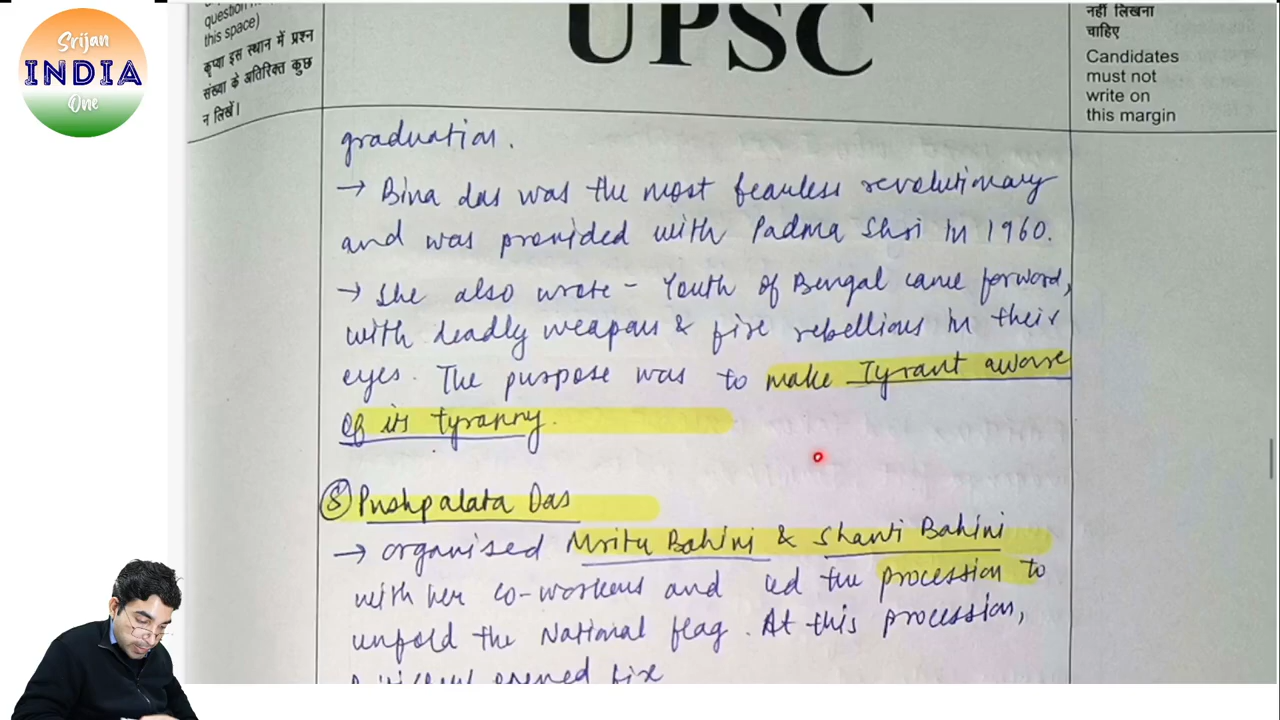 Srijan
INDIA
One
question n
this space)
कृपया इस स्थान में प्रश्न
संख्या के अतिरिक्त कुछ
न लिखें।
UPSC
नहीं लिखना
चाहिए
Candidates
must not
write on
this margin
graduation.
→ Bina das was the most fearless revolutionary
and was provided with Padma Shri in 1960.
→ She also wrote - Youth of Bengal came forward,
with deadly weapons & fire rebellious in their
eyes. The purpose was to make Tyrant aware
of its tyranny.
⑧ Pushpalata Das
→ organised Mritu Bahini & Shanti Bahini
with her co-workers and led the procession to
unfold the National flag. At this procession,
opened fire